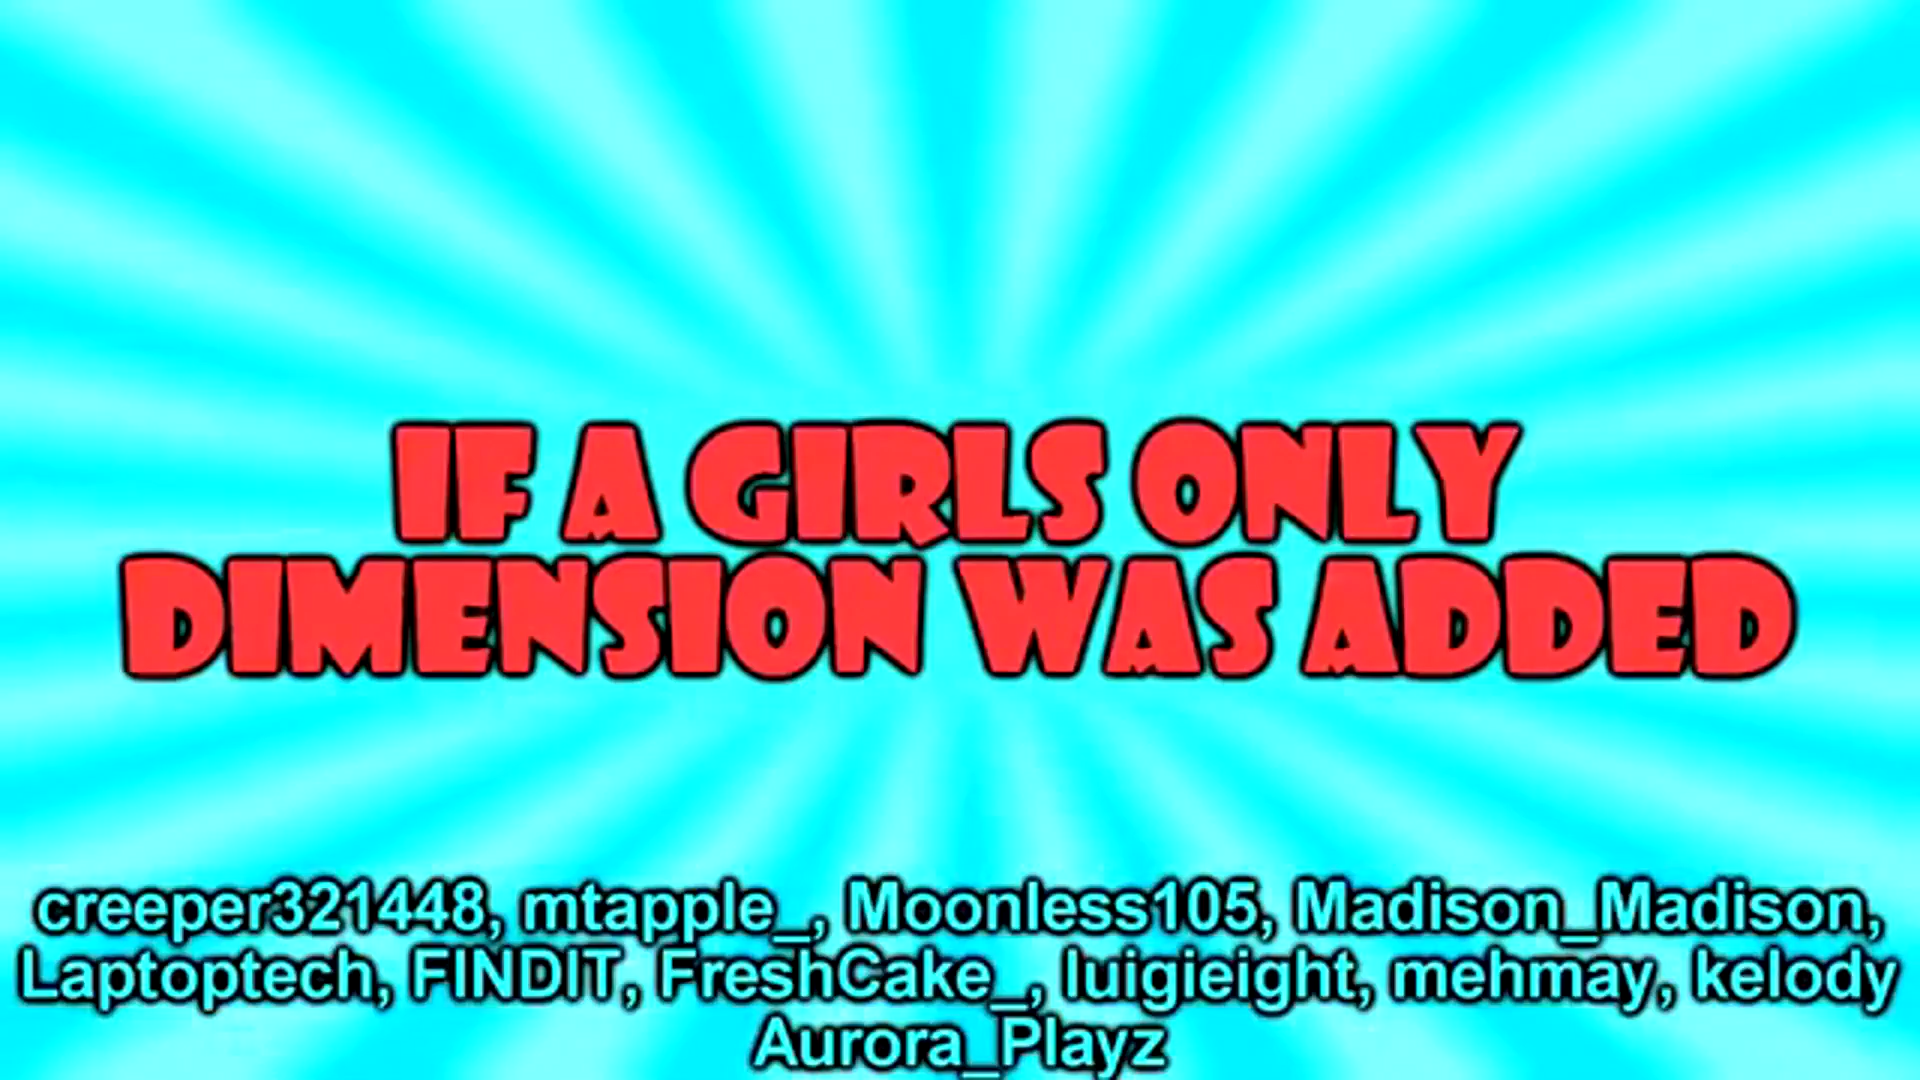 IF A GIRLS ONLY
DIMENSION WAS ADDED
creeper321448, mtapple_, Moonless105, Madison_Madison,
Laptoptech, FINDIT, FreshCake_, luigieight, mehmay, kelody
Aurora_Playz